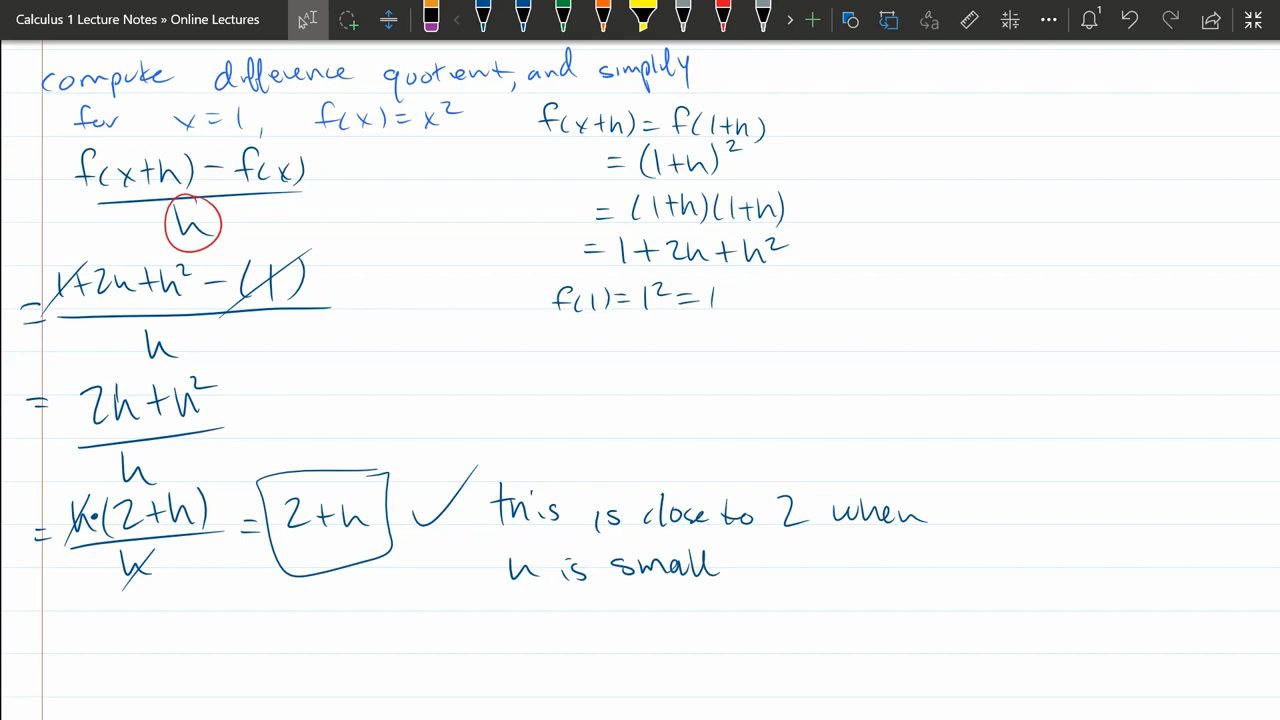 Calculus 1 Lecture Notes » Online Lectures
compute difference quotient, and simplify
for x=1, f(x)=x²
f(x+h) - f(x)
h
= 1+2h+h² - (1)
h
= 2h+h²
h
= h·(2+h) = 2+h ✓ this is close to 2 when
h
h is small
f(x+h) = f(1+h)
= (1+h)²
= (1+h)(1+h)
= 1+2h+h²
f(1) = 1² = 1